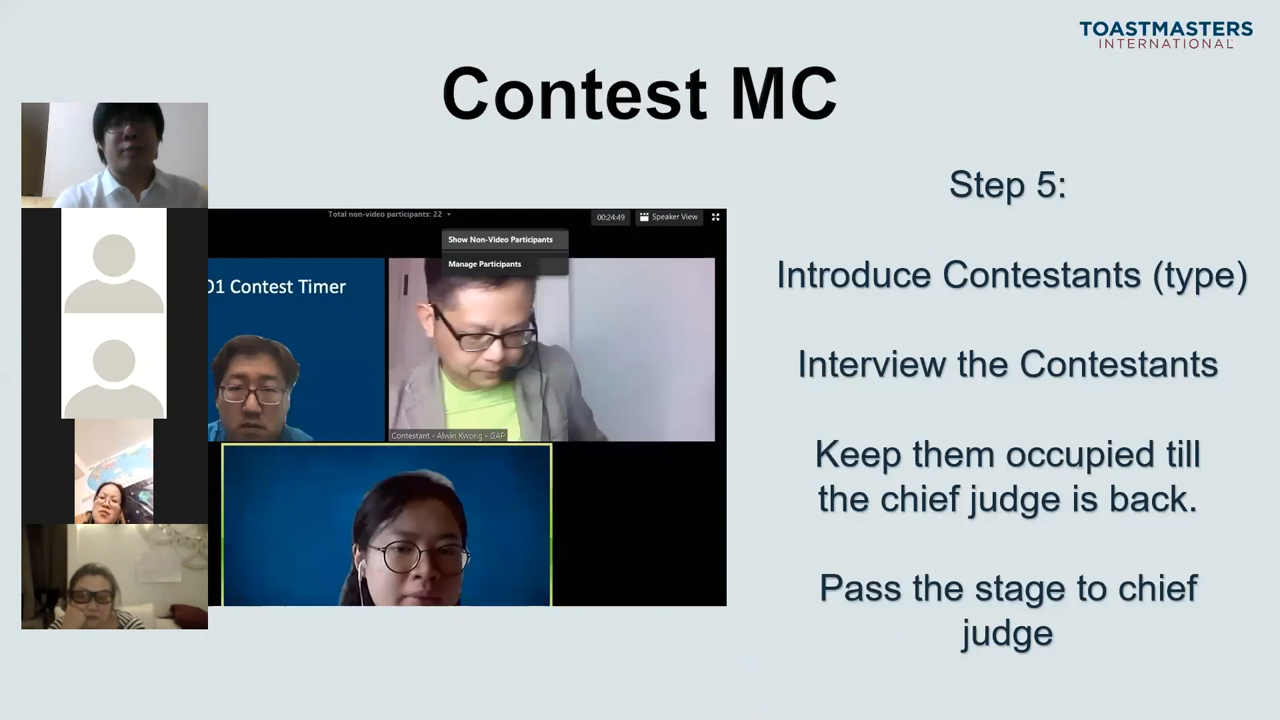 TOASTMASTERS
INTERNATIONAL
Contest MC
Step 5:
Introduce Contestants (type)
Interview the Contestants
Keep them occupied till
the chief judge is back.
Pass the stage to chief
judge
Total non-video participants: 22
00:24:49
Speaker View
Show Non-Video Participants
Manage Participants
01 Contest Timer
Contestant - Alwin Kwong - GAP